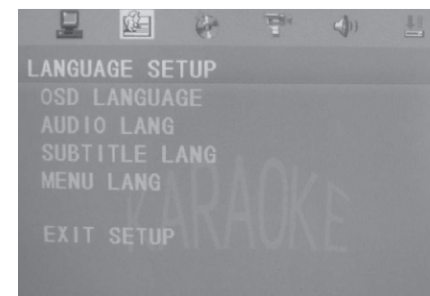 LANGUAGE SETUP
OSD LANGUAGE
AUDIO LANG
SUBTITLE LANG
MENU LANG
KARAOKE
EXIT SETUP